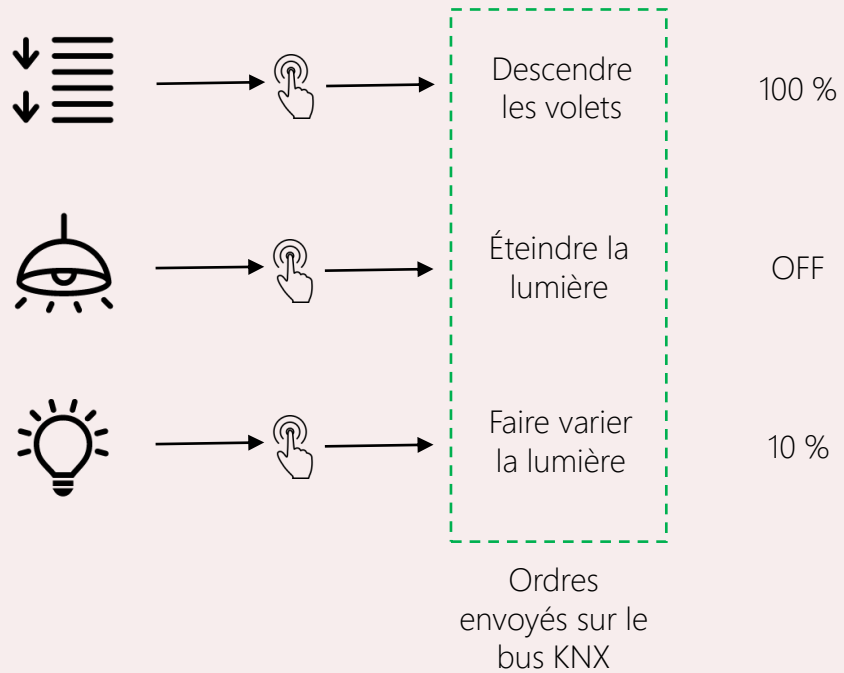 Descendre
les volets
100 %
Éteindre la
lumière
OFF
Faire varier
la lumière
10 %
Ordres
envoyés sur le
bus KNX